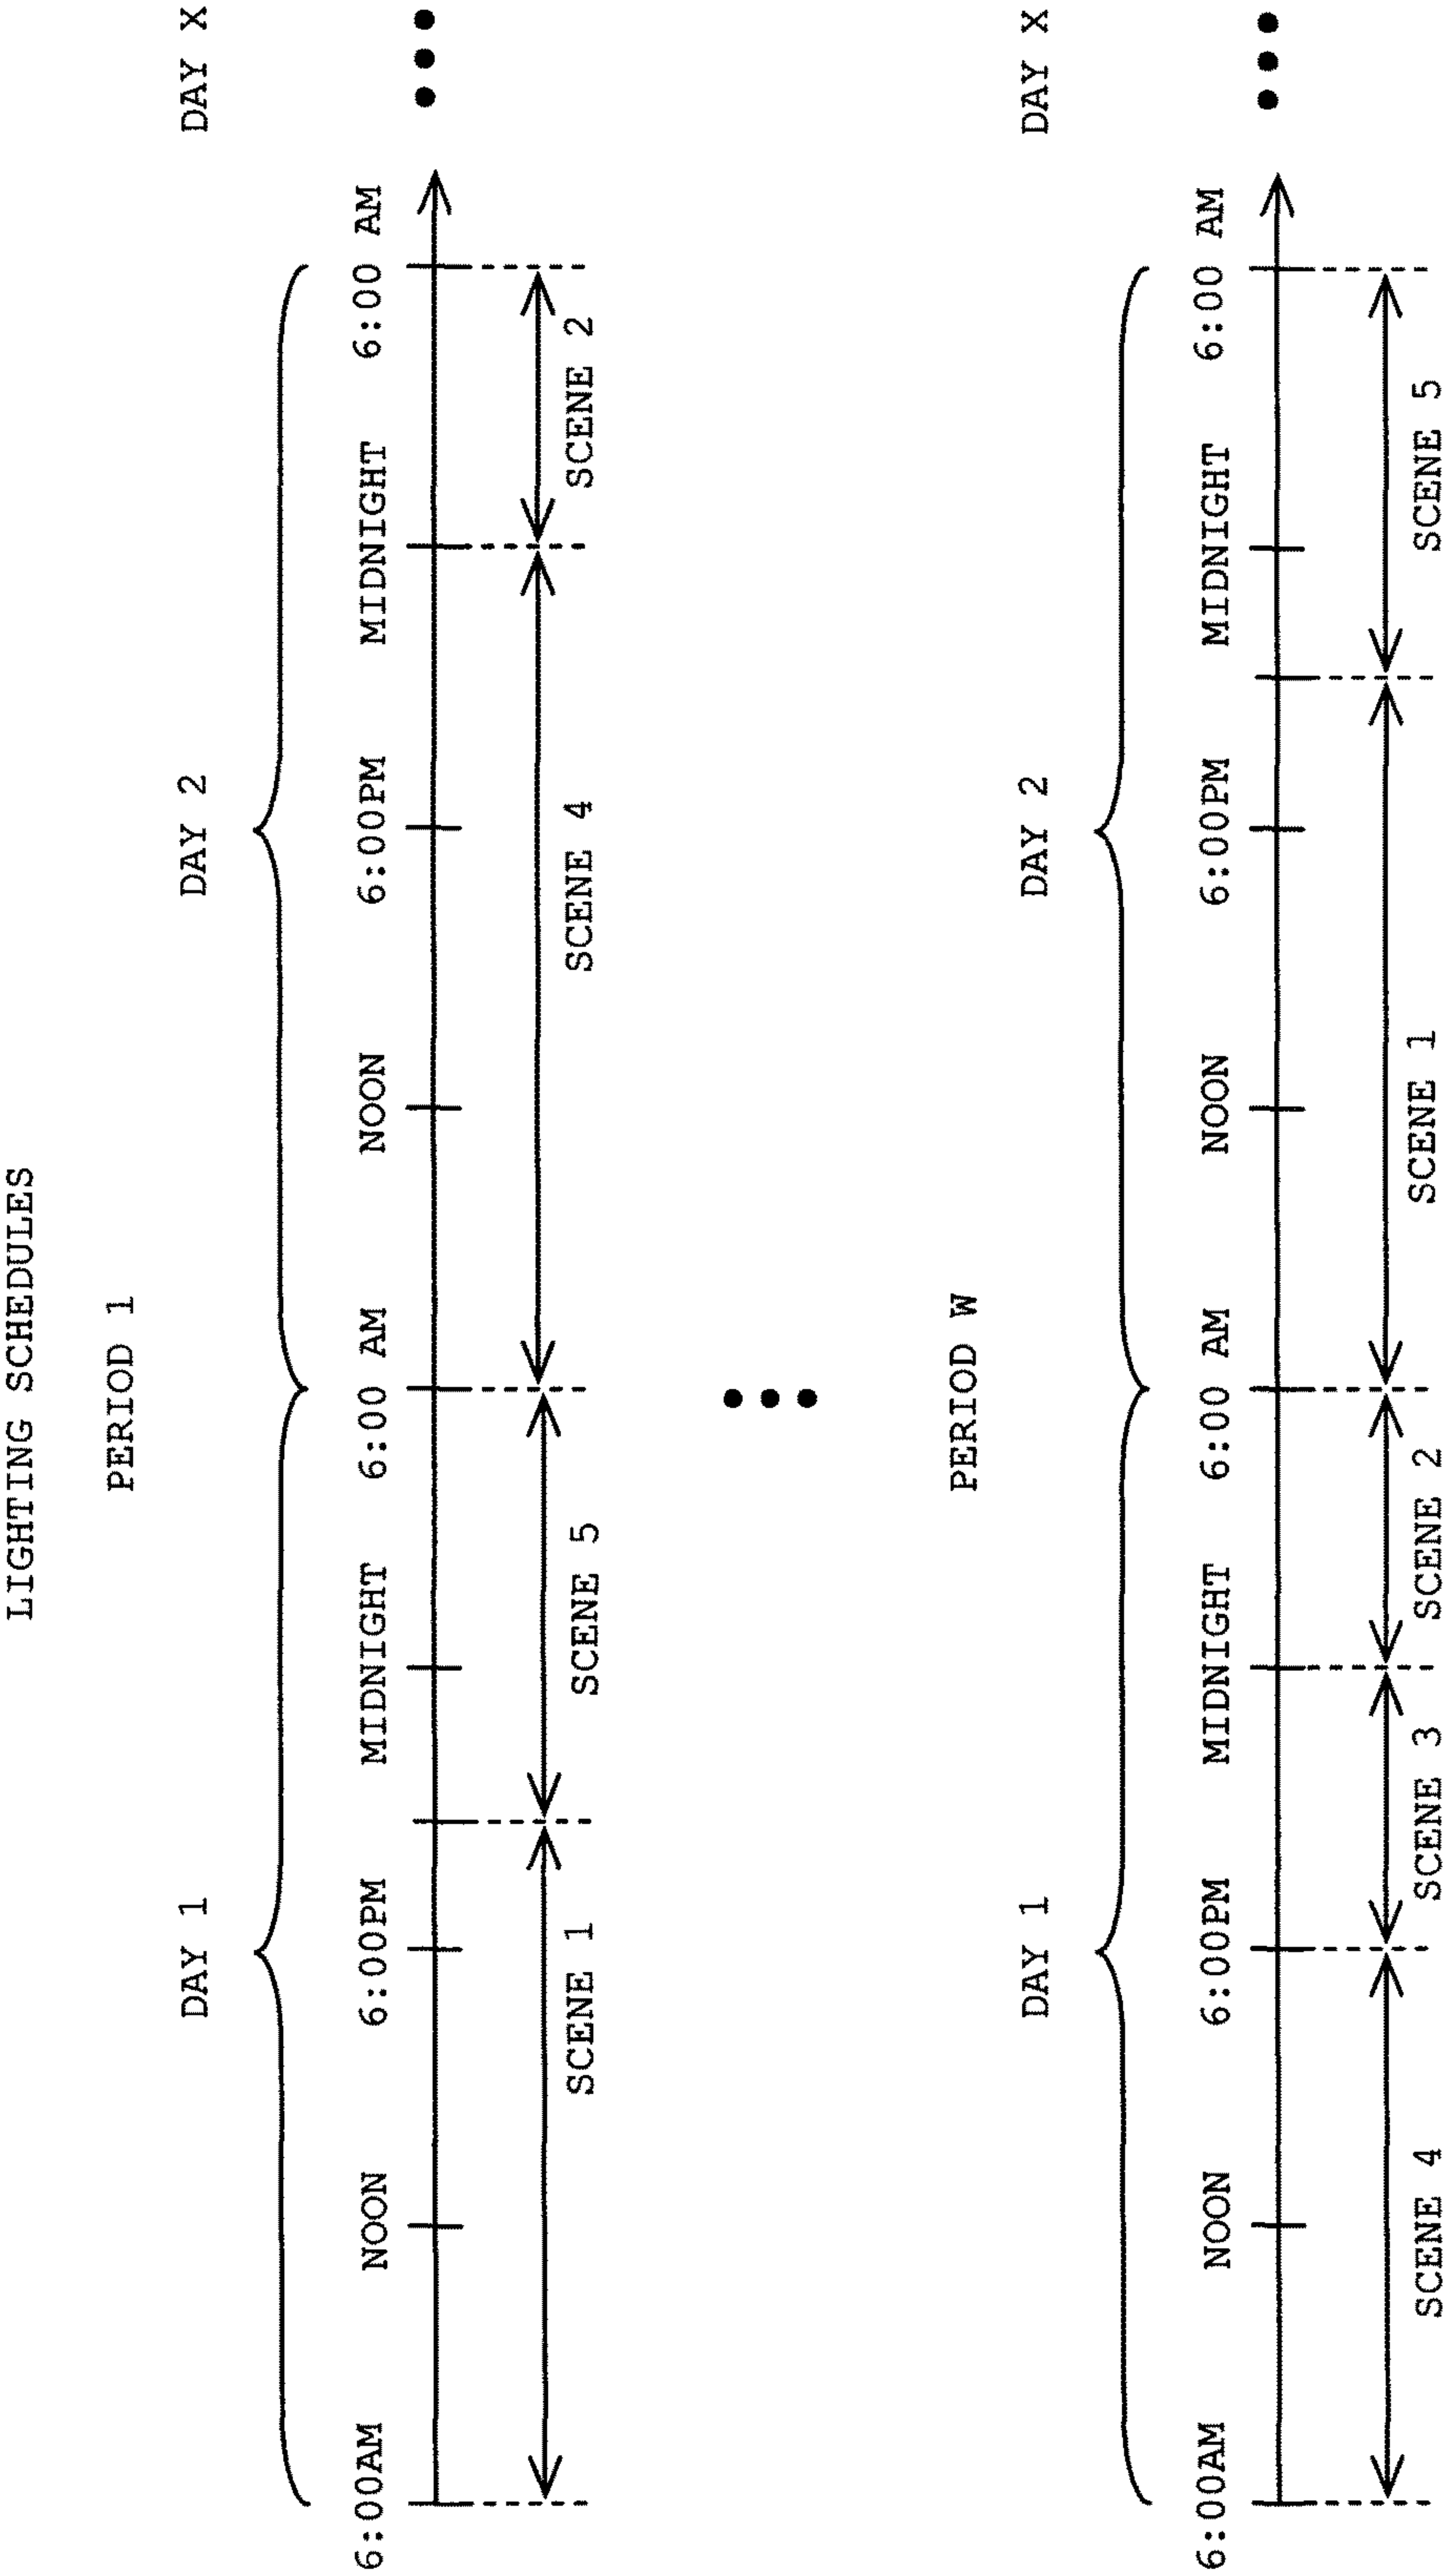 LIGHTING SCHEDULES
PERIOD 1
DAY 1 DAY 2 DAY X
6:00AM NOON 6:00PM MIDNIGHT 6:00 AM NOON 6:00PM MIDNIGHT 6:00 AM
SCENE 1 SCENE 5 SCENE 4 SCENE 2
PERIOD W
DAY 1 DAY 2 DAY X
6:00AM NOON 6:00PM MIDNIGHT 6:00 AM NOON 6:00PM MIDNIGHT 6:00 AM
SCENE 4 SCENE 3 SCENE 2 SCENE 1 SCENE 5